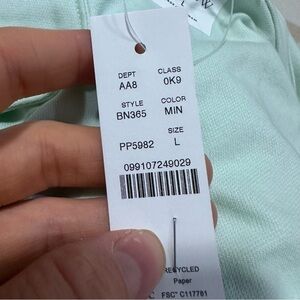 DEPT CLASS
AA8 0K9
STYLE COLOR
BN365 MIN
SIZE
PP5982 L
099107249029
RECYCLED
Paper
FSC® C117781